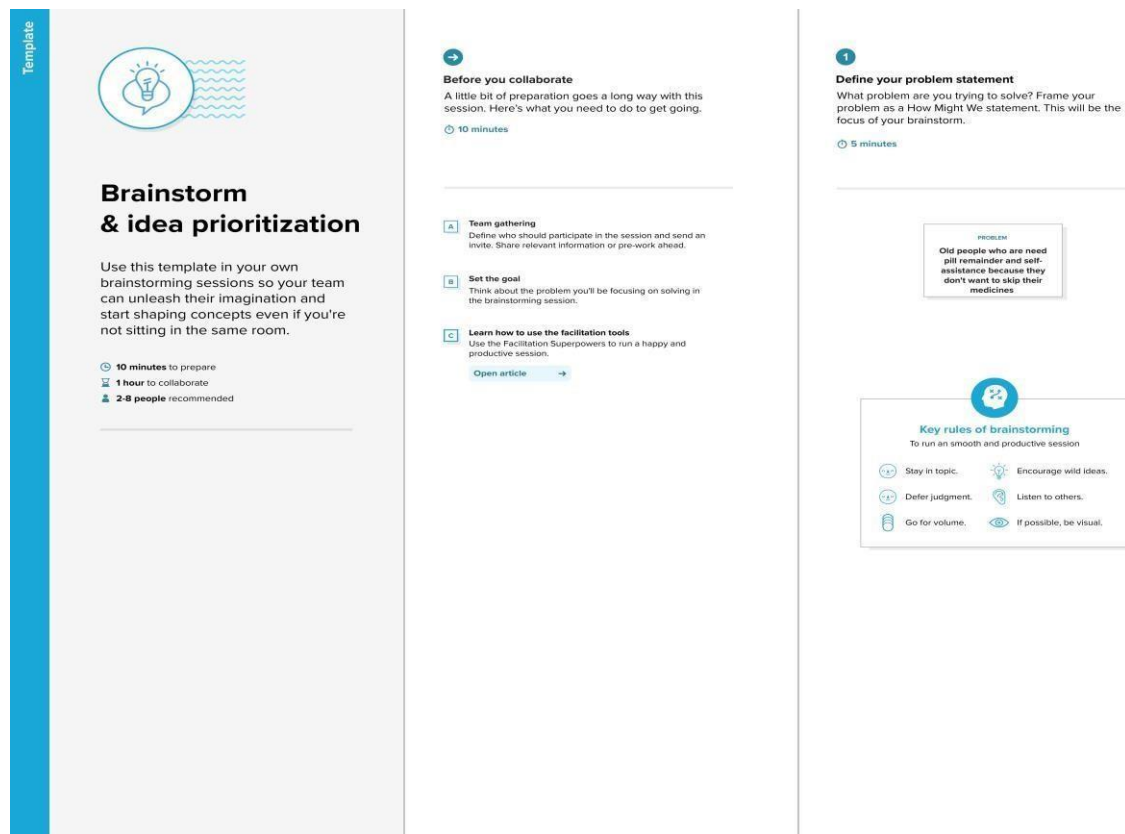 Template
Brainstorm
& idea prioritization
Use this template in your own
brainstorming sessions so your team
can unleash their imagination and
start shaping concepts even if you're
not sitting in the same room.
10 minutes to prepare
1 hour to collaborate
2-8 people recommended
Before you collaborate
A little bit of preparation goes a long way with this
session. Here's what you need to do to get going.
10 minutes
A
Team gathering
Define who should participate in the session and send an
invite. Share relevant information or pre-work ahead.
B
Set the goal
Think about the problem you'll be focusing on solving in
the brainstorming session.
C
Learn how to use the facilitation tools
Use the Facilitation Superpowers to run a happy and
productive session.
Open article
1
Define your problem statement
What problem are you trying to solve? Frame your
problem as a How Might We statement. This will be the
focus of your brainstorm.
5 minutes
PROBLEM
Old people who are need
pill remainder and self-
assistance because they
don't want to skip their
medicines
Key rules of brainstorming
To run an smooth and productive session
Stay in topic.
Encourage wild ideas.
Defer judgment.
Listen to others.
Go for volume.
If possible, be visual.